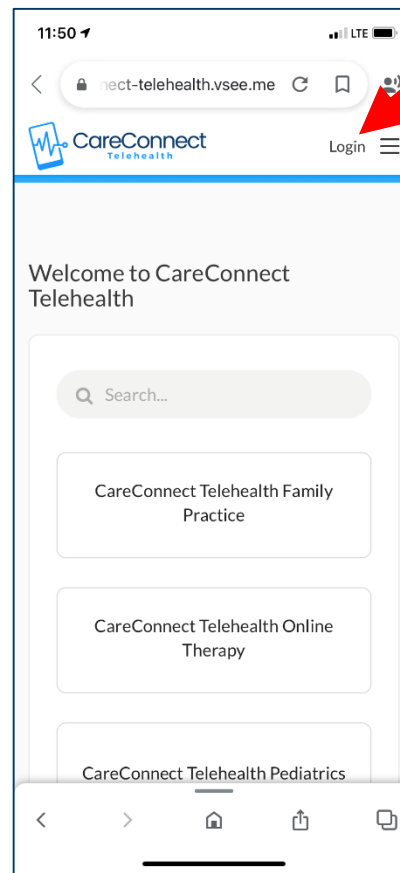 11:50
LTE
nect-telehealth.vsee.me
CareConnect
Telehealth
Login
Welcome to CareConnect
Telehealth
Search...
CareConnect Telehealth Family
Practice
CareConnect Telehealth Online
Therapy
CareConnect Telehealth Pediatrics